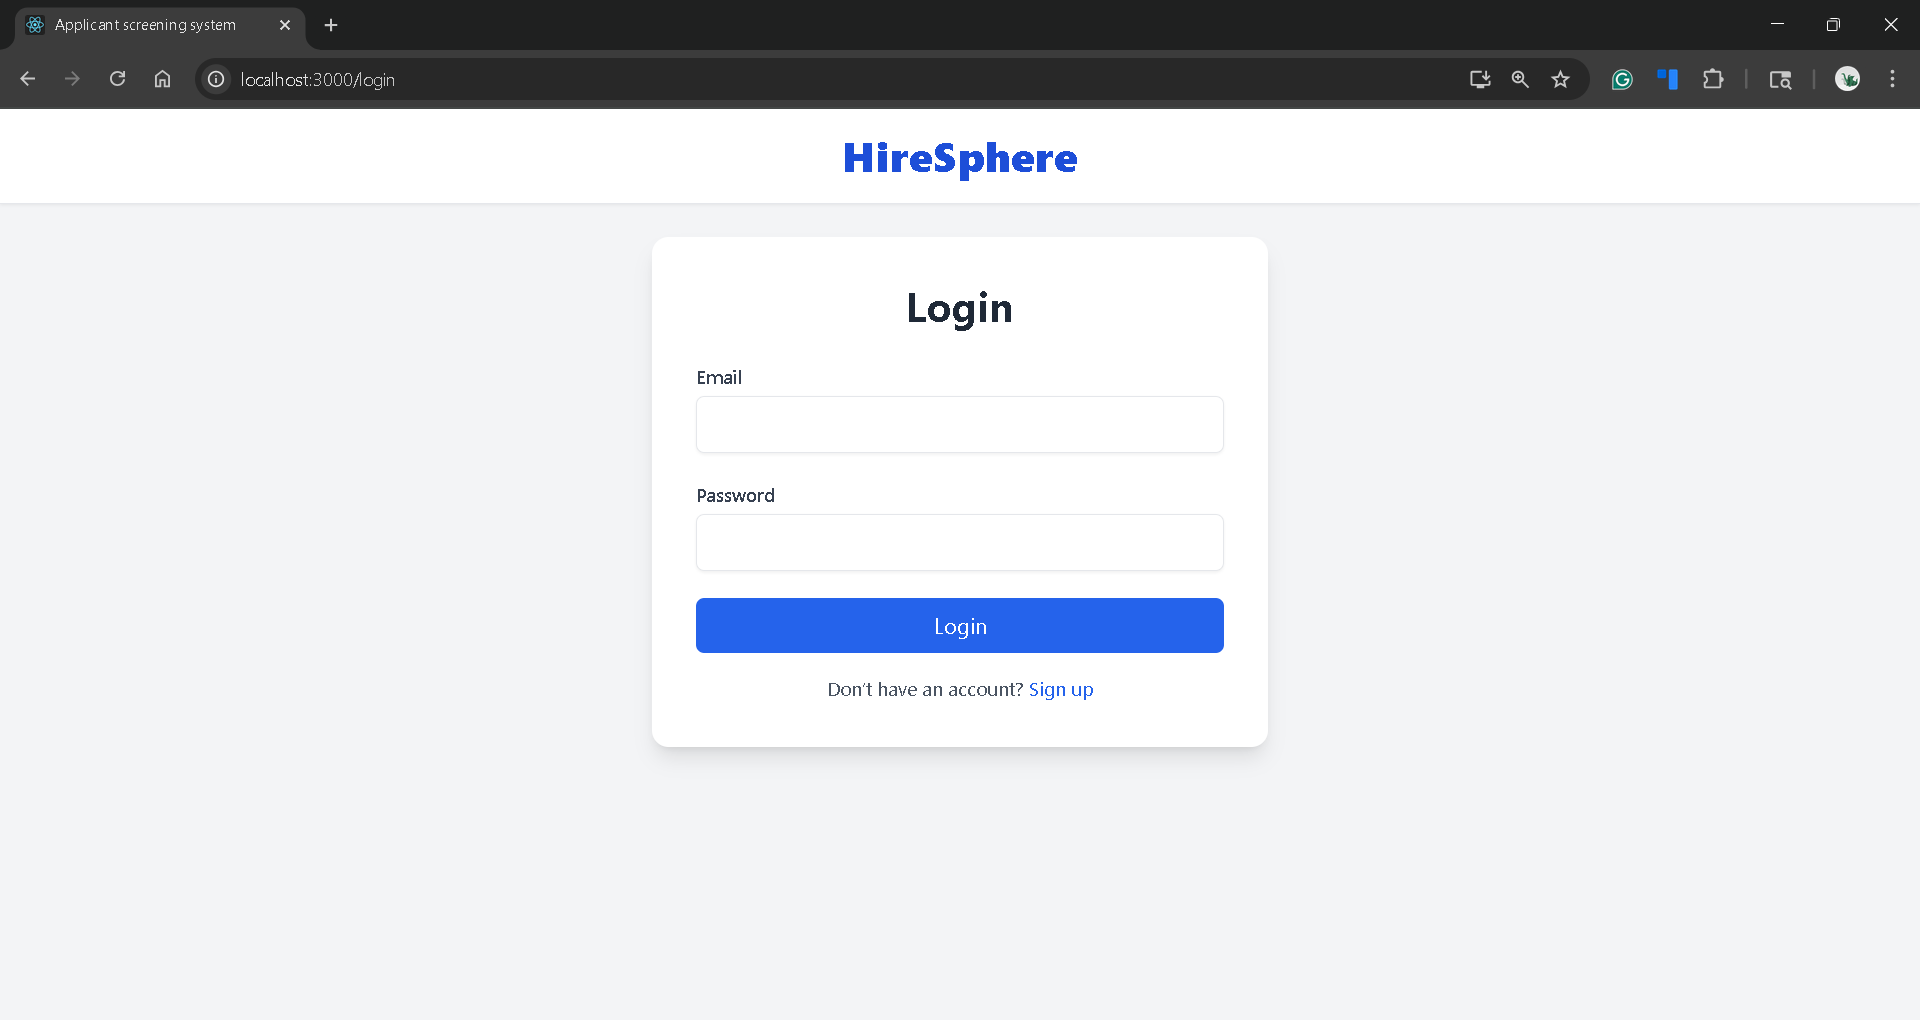 Applicant screening system
localhost:3000/login
HireSphere
Login
Email
Password
Login
Don't have an account? Sign up